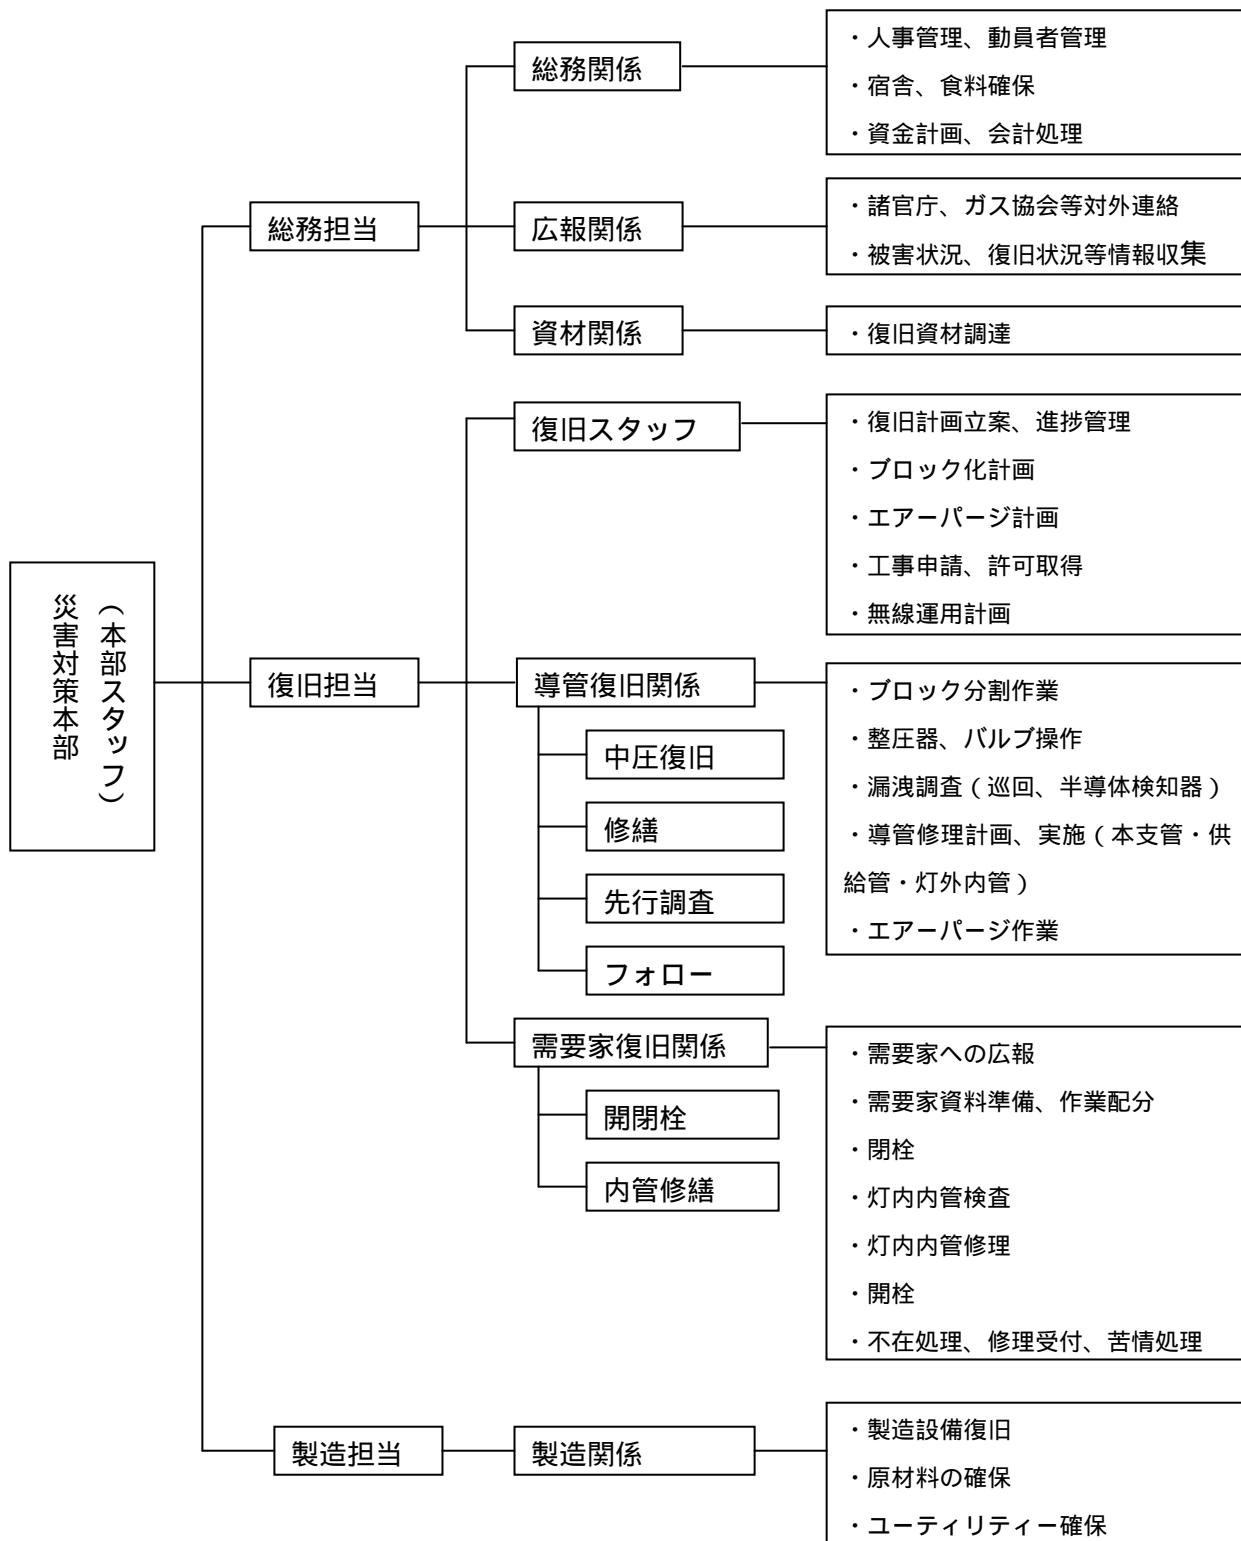 災害対策本部
(本部スタッフ)
総務担当
総務関係
・人事管理、動員者管理
・宿舎、食料確保
・資金計画、会計処理
広報関係
・諸官庁、ガス協会等対外連絡
・被害状況、復旧状況等情報収集
資材関係
・復旧資材調達
復旧担当
復旧スタッフ
・復旧計画立案、進捗管理
・ブロック化計画
・エアーパージ計画
・工事申請、許可取得
・無線運用計画
導管復旧関係
中圧復旧
修繕
先行調査
フォロー
・ブロック分割作業
・整圧器、バルブ操作
・漏洩調査(巡回、半導体検知器)
・導管修理計画、実施(本支管・供
給管・灯外内管)
・エアーパージ作業
需要家復旧関係
開閉栓
内管修繕
・需要家への広報
・需要家資料準備、作業配分
・閉栓
・灯内内管検査
・灯内内管修理
・開栓
・不在処理、修理受付、苦情処理
製造担当
製造関係
・製造設備復旧
・原材料の確保
・ユーティリティー確保